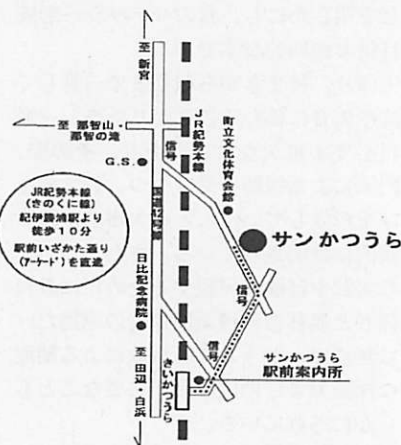 至 新宮
至 那智山・
那智の滝
JR紀勢本線
信号
町立文化体育会館
G.S.
国道42号線
JR紀勢本線
(きのくに線)
紀伊勝浦駅より
徒歩10分
駅前いざかた通り
(アーケード)を直進
サンかつうら
信号
日比記念病院
信号
サンかつうら
駅前案内所
きいかつうら
至 田辺・白浜